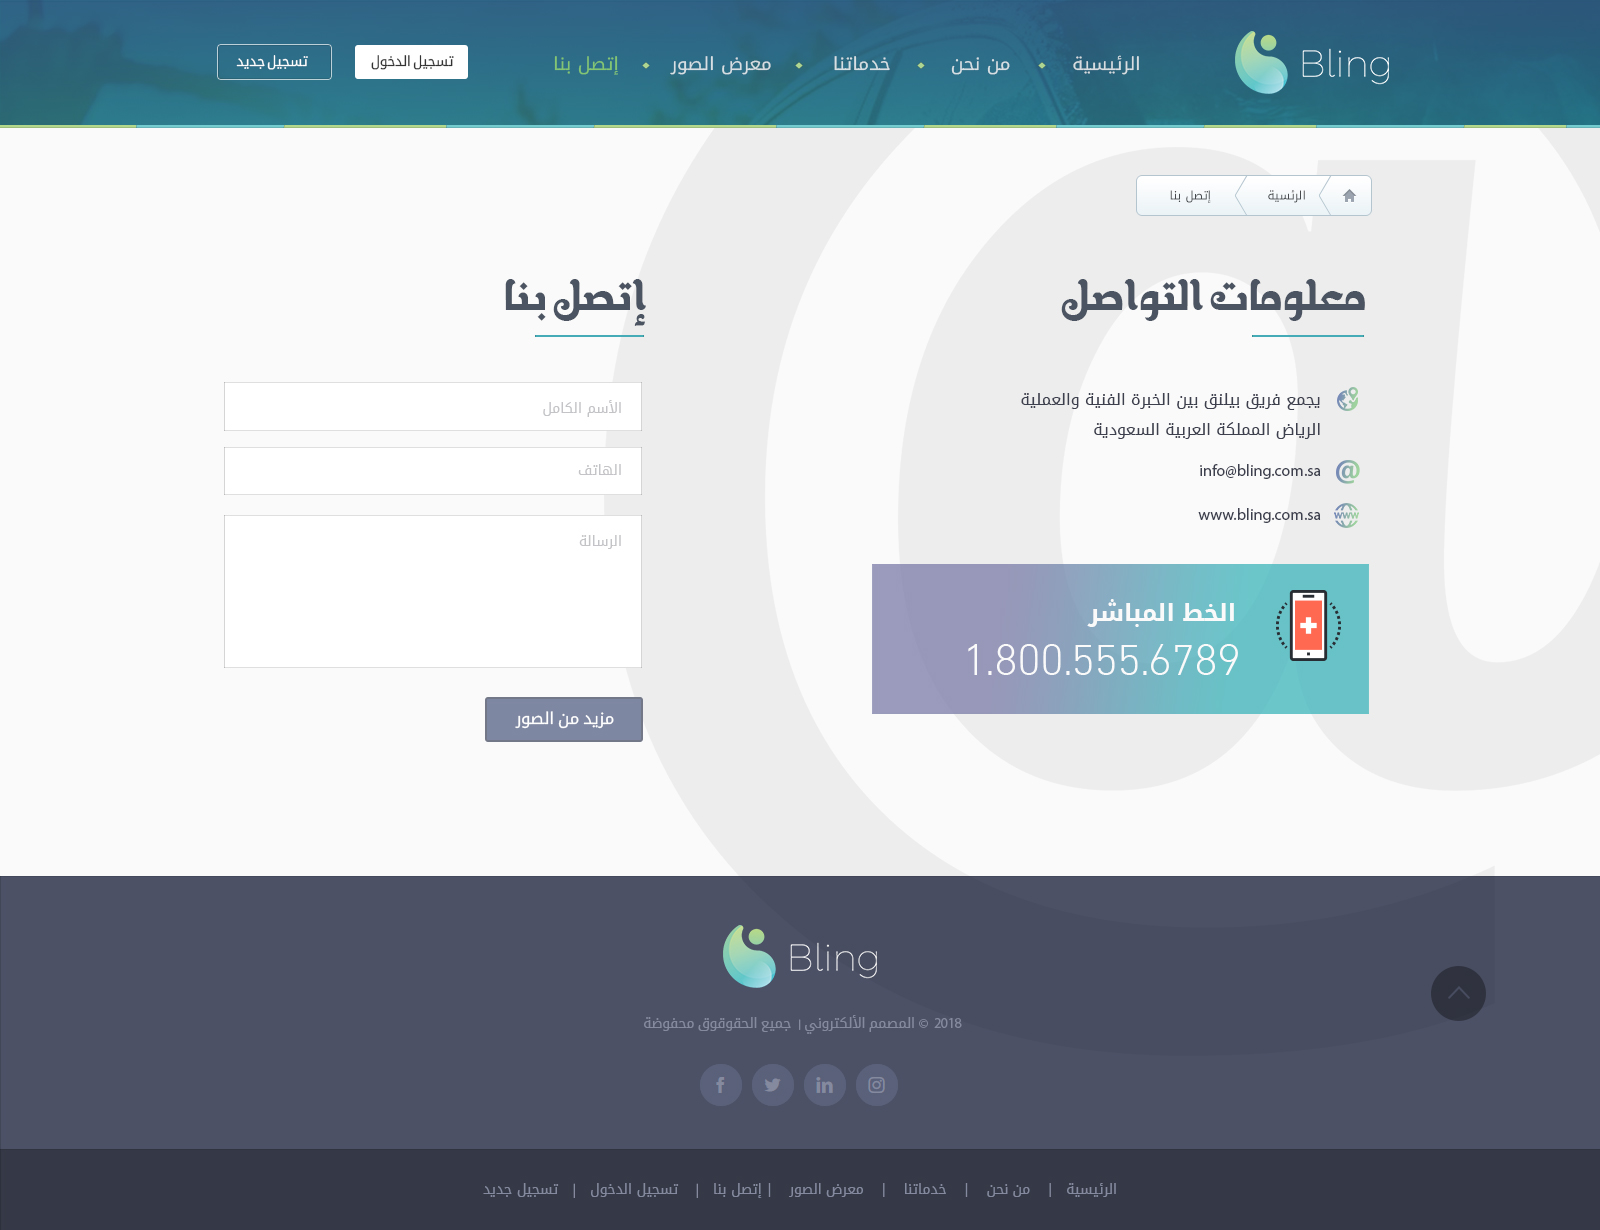 Bling
الرئيسية
من نحن
خدماتنا
معرض الصور
إتصل بنا
تسجيل الدخول
تسجيل جديد
الرئسية
إتصل بنا
معلومات التواصل
يجمع فريق بيلنق بين الخبرة الفنية والعملية
الرياض المملكة العربية السعودية
info@bling.com.sa
www.bling.com.sa
الخط المباشر
1.800.555.6789
إتصل بنا
الأسم الكامل
الهاتف
الرسالة
مزيد من الصور
Bling
2018 © المصمم الألكتروني | جميع الحقوقوق محفوضة
الرئيسية | من نحن | خدماتنا | معرض الصور | إتصل بنا | تسجيل الدخول | تسجيل جديد